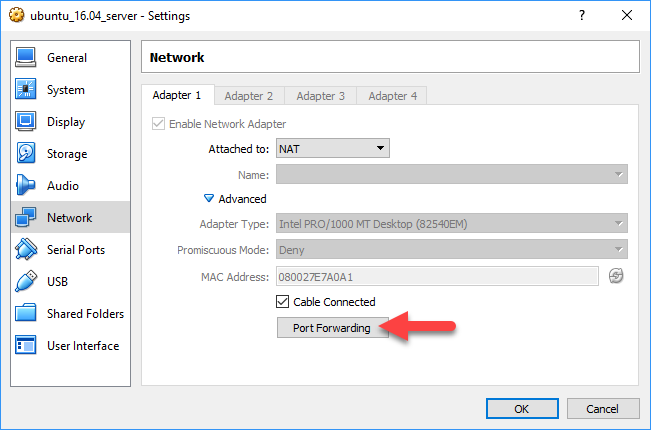 ubuntu_16.04_server - Settings
?
General
System
Display
Storage
Audio
Network
Serial Ports
USB
Shared Folders
User Interface
Network
Adapter 1 Adapter 2 Adapter 3 Adapter 4
Enable Network Adapter
Attached to: NAT
Name:
Advanced
Adapter Type: Intel PRO/1000 MT Desktop (82540EM)
Promiscuous Mode: Deny
MAC Address: 080027E7A0A1
Cable Connected
Port Forwarding
OK Cancel